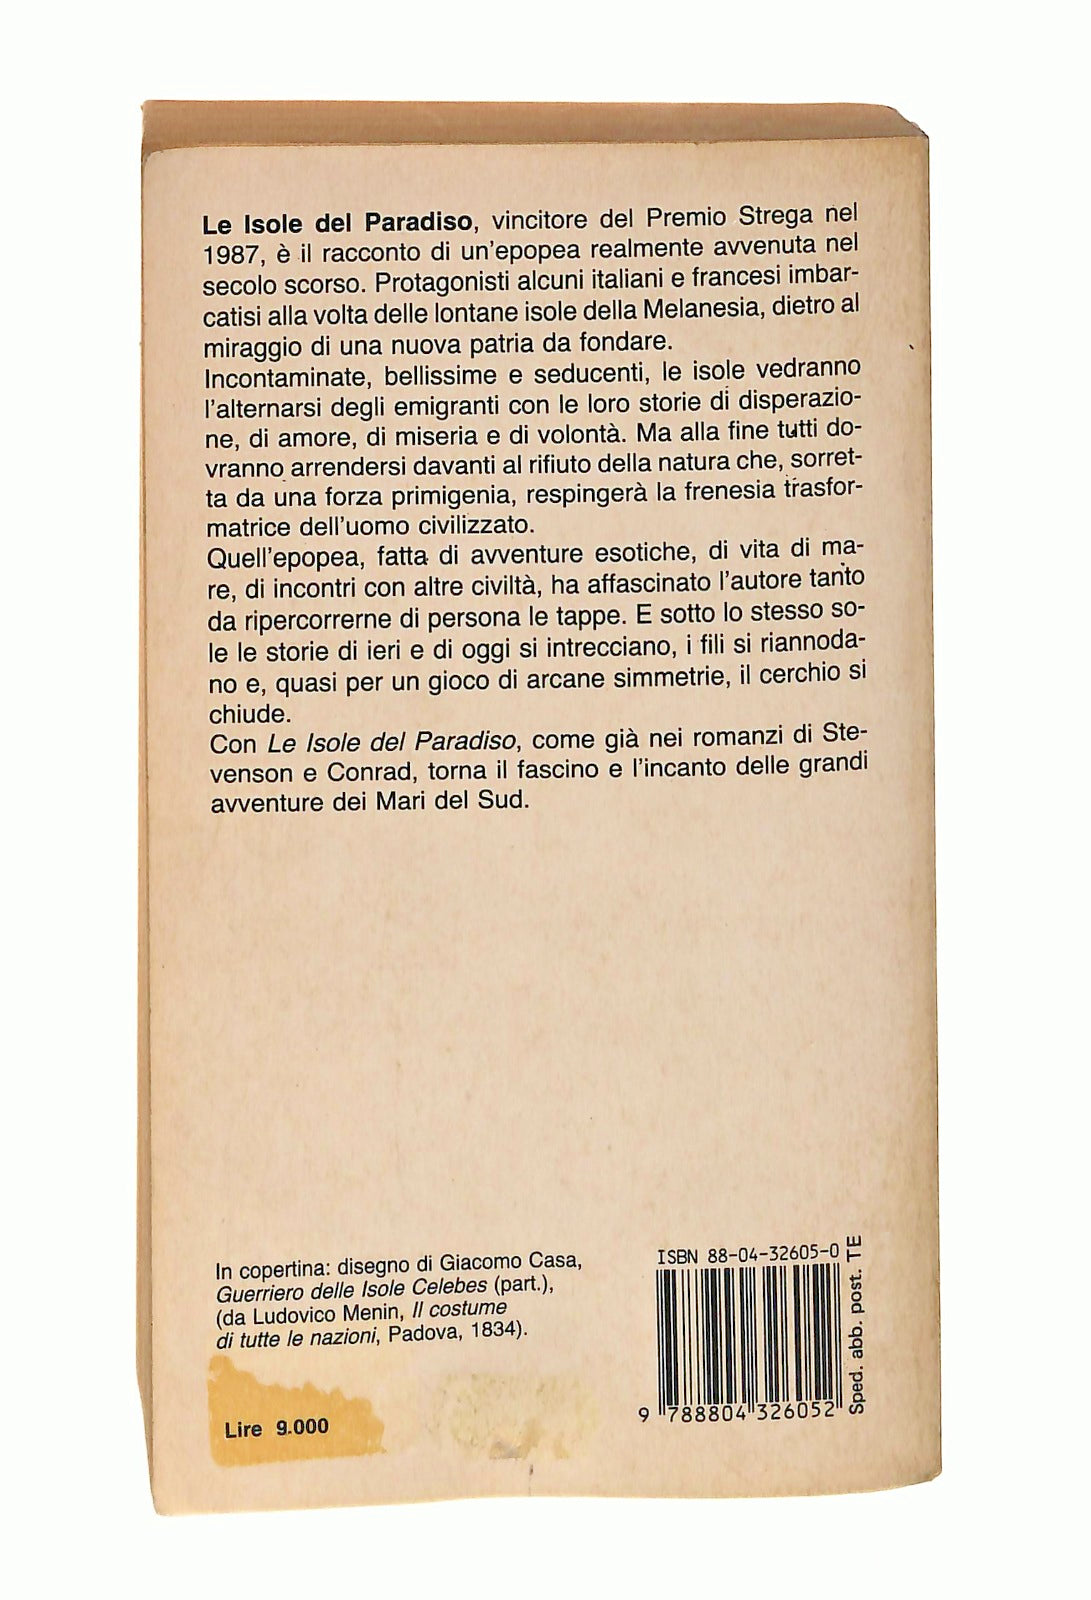 Le Isole del Paradiso, vincitore del Premio Strega nel
1987, è il racconto di un'epopea realmente avvenuta nel
secolo scorso. Protagonisti alcuni italiani e francesi imbar-
catisi alla volta delle lontane isole della Melanesia, dietro al
miraggio di una nuova patria da fondare.
Incontaminate, bellissime e seducenti, le isole vedranno
l'alternarsi degli emigranti con le loro storie di disperazio-
ne, di amore, di miseria e di volontà. Ma alla fine tutti do-
vranno arrendersi davanti al rifiuto della natura che, sorret-
ta da una forza primigenia, respingerà la frenesia trasfor-
matrice dell'uomo civilizzato.
Quell'epopea, fatta di avventure esotiche, di vita di ma-
re, di incontri con altre civiltà, ha affascinato l'autore tanto
da ripercorrerne di persona le tappe. E sotto lo stesso so-
le le storie di ieri e di oggi si intrecciano, i fili si riannoda-
no e, quasi per un gioco di arcane simmetrie, il cerchio si
chiude.
Con Le Isole del Paradiso, come già nei romanzi di Ste-
venson e Conrad, torna il fascino e l'incanto delle grandi
avventure dei Mari del Sud.
In copertina: disegno di Giacomo Casa,
Guerriero delle Isole Celebes (part.),
(da Ludovico Menin, Il costume
di tutte le nazioni, Padova, 1834).
Lire 9.000
ISBN 88-04-32605-0
9 788804 326052
Sped. abb. post. TE